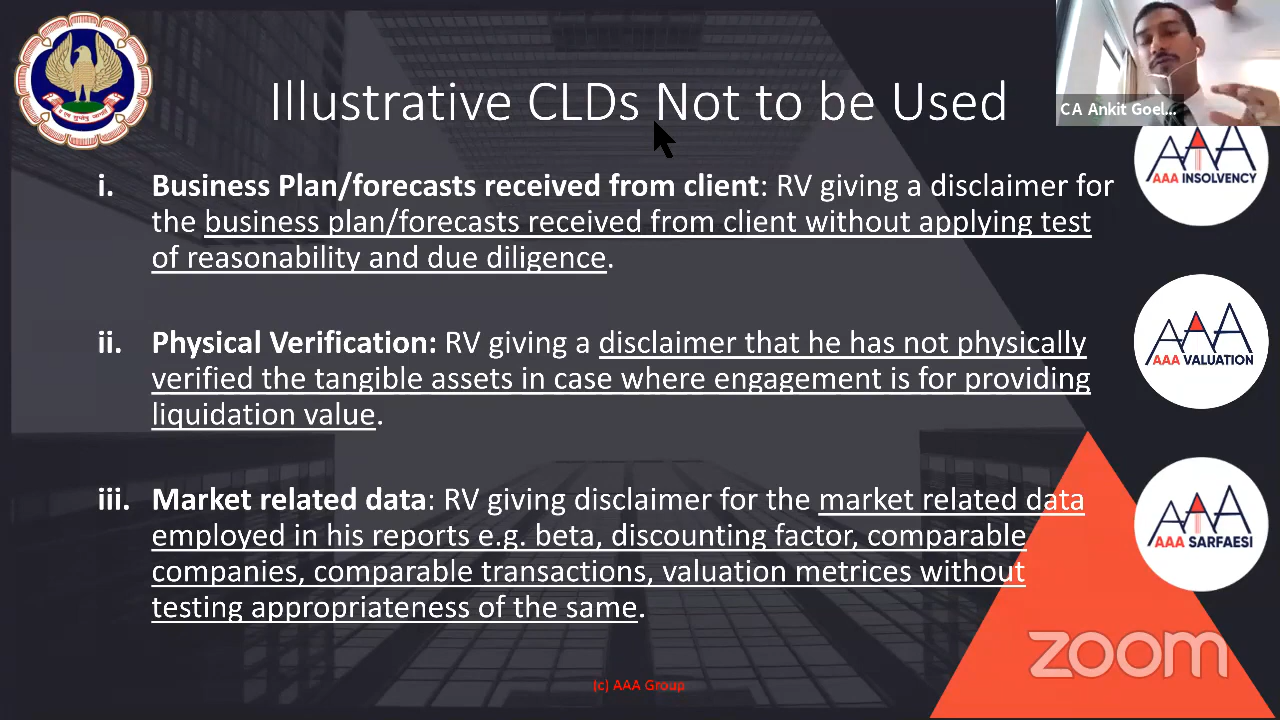 Illustrative CLDs Not to be Used
CA Ankit Goel...
i. Business Plan/forecasts received from client: RV giving a disclaimer for
the business plan/forecasts received from client without applying test
of reasonability and due diligence.
ii. Physical Verification: RV giving a disclaimer that he has not physically
verified the tangible assets in case where engagement is for providing
liquidation value.
iii. Market related data: RV giving disclaimer for the market related data
employed in his reports e.g. beta, discounting factor, comparable
companies, comparable transactions, valuation metrices without
testing appropriateness of the same.
AAA
AAA INSOLVENCY
AAA
AAA VALUATION
AAA
AAA SARFAESI
zoom
(c) AAA Group